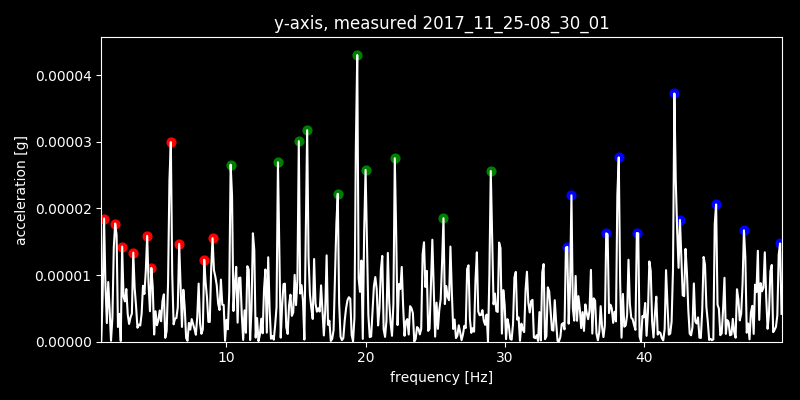 y-axis, measured 2017_11_25-08_30_01
0.00004
0.00003
0.00002
0.00001
0.00000
acceleration [g]
10 20 30 40
frequency [Hz]